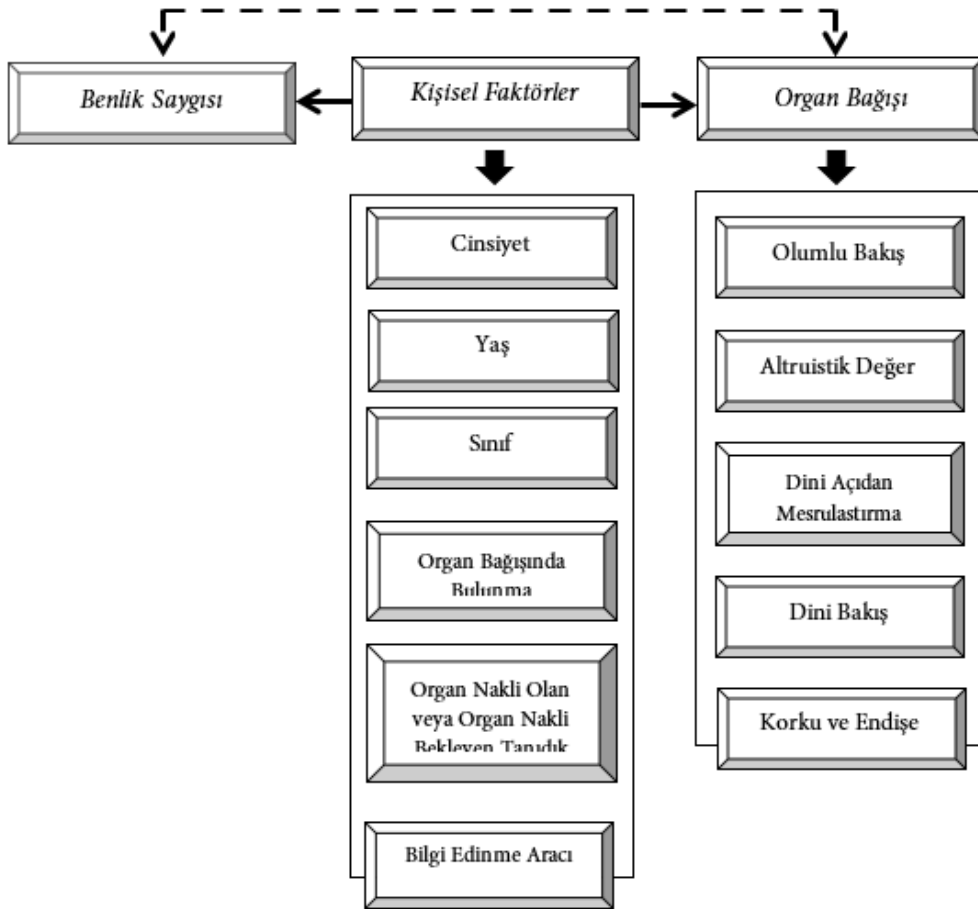 Benlik Saygısı
Kişisel Faktörler
Organ Bağışı
Cinsiyet
Yaş
Sınıf
Organ Bağışında
Bulunma
Organ Nakli Olan
veya Organ Nakli
Bekleyen Tanıdık
Bilgi Edinme Aracı
Olumlu Bakış
Altruistik Değer
Dini Açıdan
Mesrulastırma
Dini Bakış
Korku ve Endişe